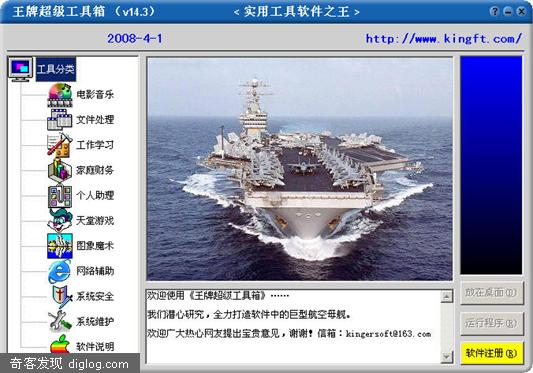 王牌超级工具箱 (v14.3)
<实用工具软件之王>
2008-4-1
http://www.kingft.com/
工具分类
电影音乐
文件处理
工作学习
家庭财务
个人助理
天堂游戏
图象魔术
网络辅助
系统安全
系统维护
软件说明
欢迎使用《王牌超级工具箱》……
我们潜心研究,全力打造软件中的巨型航空母舰。
欢迎广大热心网友提出宝贵意见,谢谢!信箱:kingersoft@163.com
放在桌面(D)
运行程序(R)
软件注册(K)
奇客发现 diglog.com